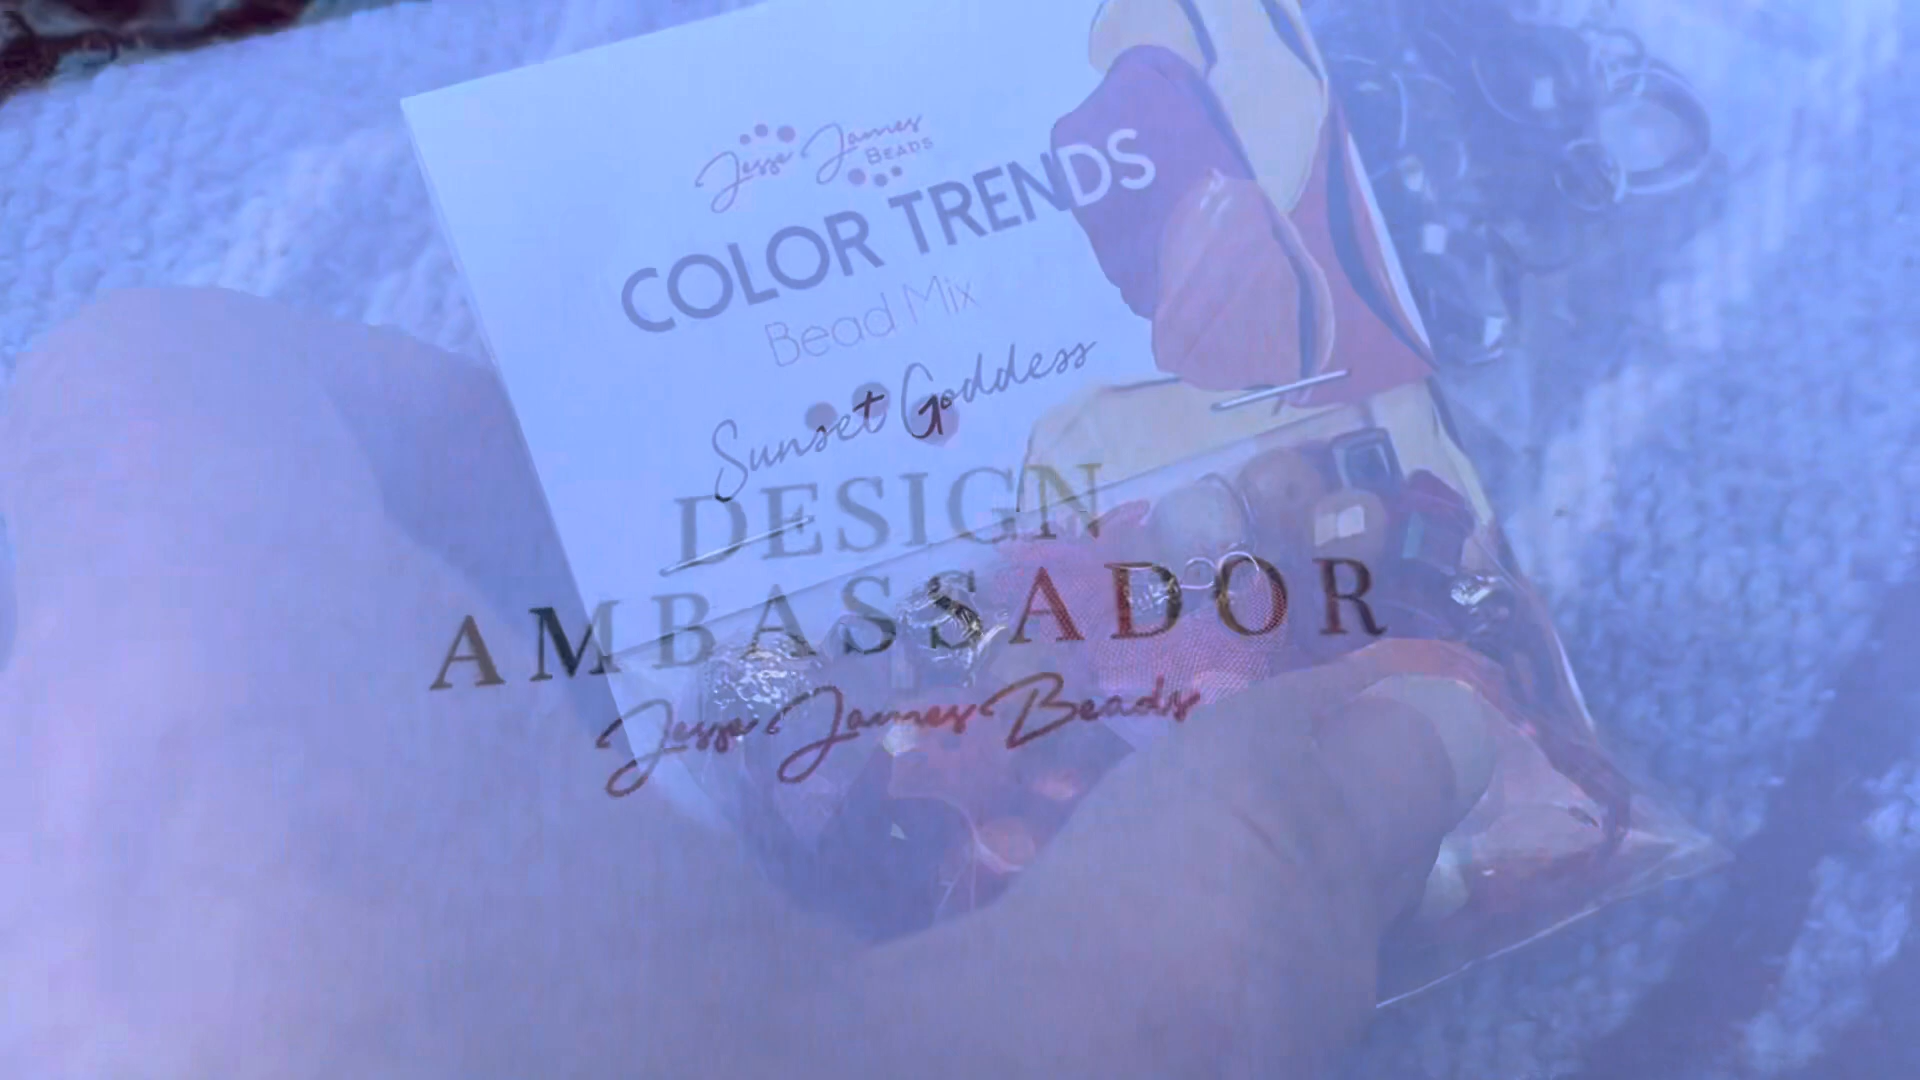 Jesse James
BEADS
COLOR TRENDS
Bead Mix
Sunset Goddess
DESIGN
AMBASSADOR
Jesse James Beads